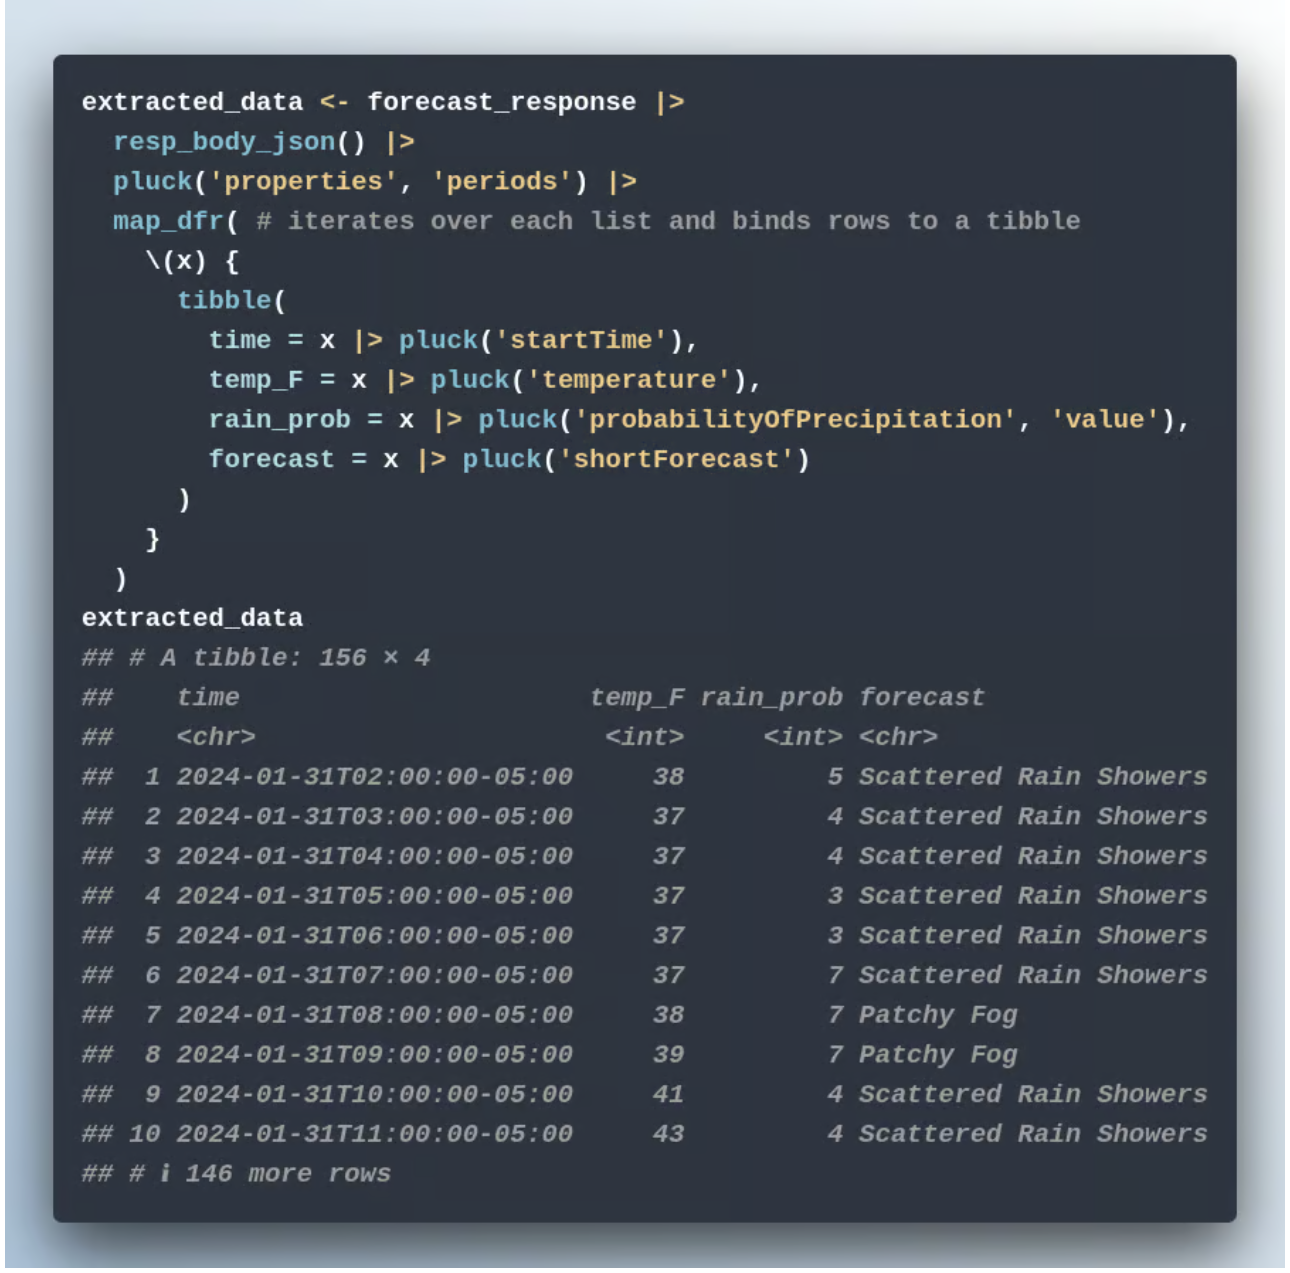 extracted_data <- forecast_response |>
  resp_body_json() |>
  pluck('properties', 'periods') |>
  map_dfr( # iterates over each list and binds rows to a tibble
    \(x) {
      tibble(
        time = x |> pluck('startTime'),
        temp_F = x |> pluck('temperature'),
        rain_prob = x |> pluck('probabilityOfPrecipitation', 'value'),
        forecast = x |> pluck('shortForecast')
      )
    }
  )
extracted_data
## # A tibble: 156 × 4
##    time                      temp_F rain_prob forecast
##    <chr>                      <int>     <int> <chr>
##  1 2024-01-31T02:00:00-05:00     38         5 Scattered Rain Showers
##  2 2024-01-31T03:00:00-05:00     37         4 Scattered Rain Showers
##  3 2024-01-31T04:00:00-05:00     37         4 Scattered Rain Showers
##  4 2024-01-31T05:00:00-05:00     37         3 Scattered Rain Showers
##  5 2024-01-31T06:00:00-05:00     37         3 Scattered Rain Showers
##  6 2024-01-31T07:00:00-05:00     37         7 Scattered Rain Showers
##  7 2024-01-31T08:00:00-05:00     38         7 Patchy Fog
##  8 2024-01-31T09:00:00-05:00     39         7 Patchy Fog
##  9 2024-01-31T10:00:00-05:00     41         4 Scattered Rain Showers
## 10 2024-01-31T11:00:00-05:00     43         4 Scattered Rain Showers
## # ℹ 146 more rows